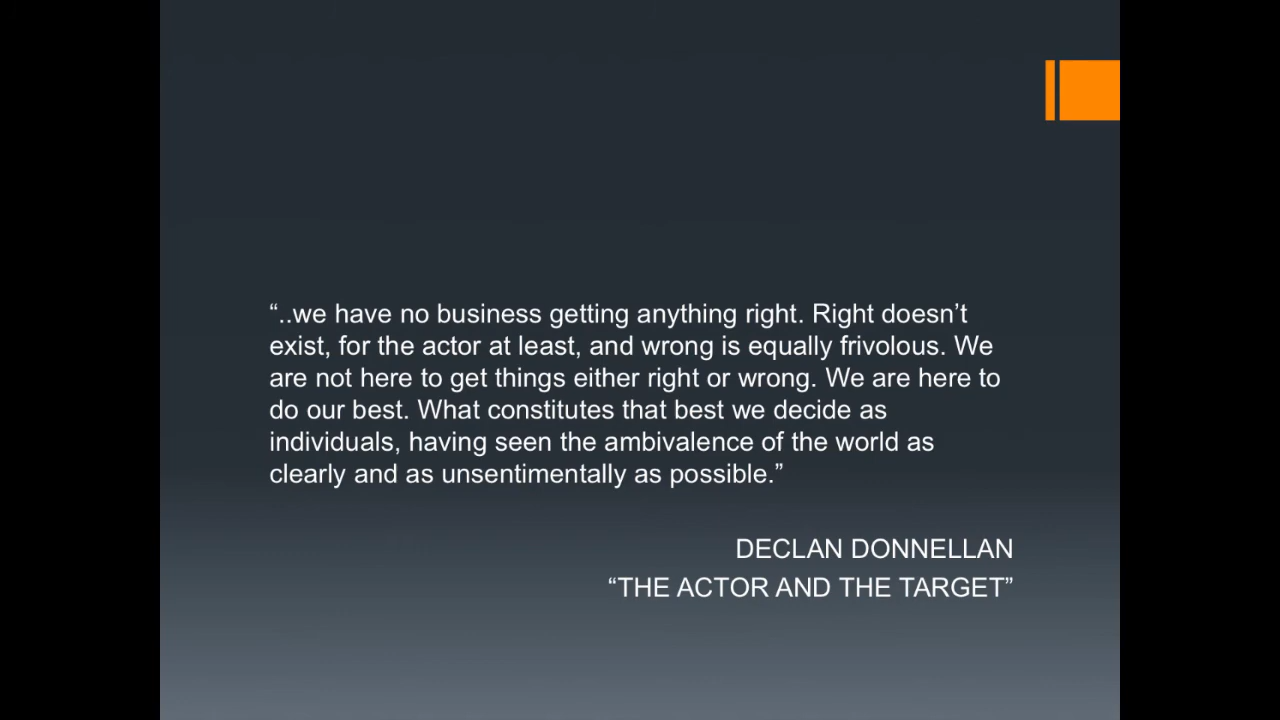 “..we have no business getting anything right. Right doesn’t
exist, for the actor at least, and wrong is equally frivolous. We
are not here to get things either right or wrong. We are here to
do our best. What constitutes that best we decide as
individuals, having seen the ambivalence of the world as
clearly and as unsentimentally as possible.”
DECLAN DONNELLAN
“THE ACTOR AND THE TARGET”